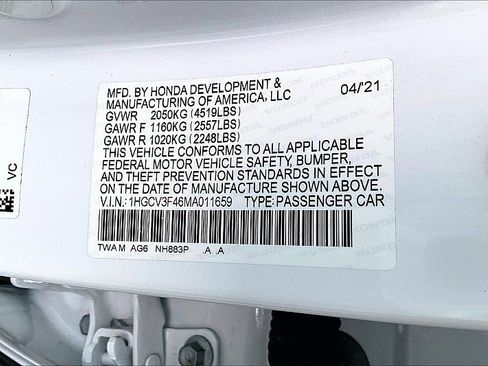 MFD. BY HONDA DEVELOPMENT &
MANUFACTURING OF AMERICA, LLC 04/21
GVWR 2050KG (4519LBS)
GAWR F 1160KG (2557LBS)
GAWR R 1020KG (2248LBS)
THIS VEHICLE CONFORMS TO ALL APPLICABLE
FEDERAL MOTOR VEHICLE SAFETY, BUMPER,
AND THEFT PREVENTION STANDARDS IN EFFECT
ON THE DATE OF MANUFACTURE SHOWN ABOVE.
V.I.N.: 1HGCV3F46MA011659 TYPE: PASSENGER CAR
TWA M AG6 NH883P A .A
VC